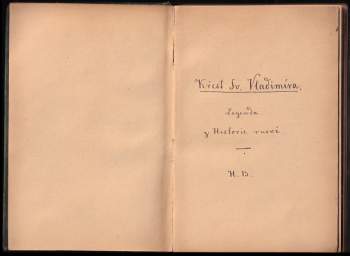 Křest Sv. Vladimíra.
Legenda
z Historie ruské
H. B.